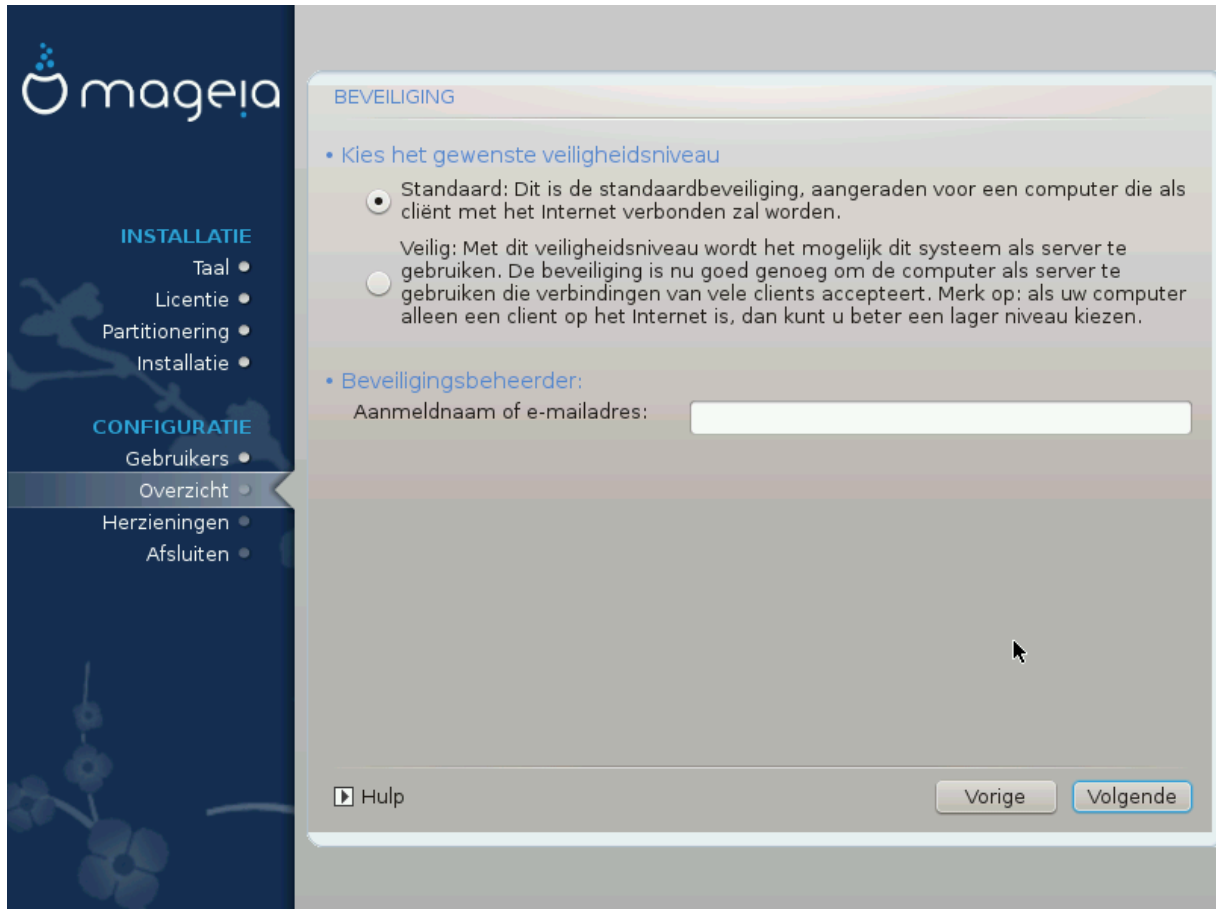 mageia
INSTALLATIE
Taal
Licentie
Partitionering
Installatie
CONFIGURATIE
Gebruikers
Overzicht
Herzieningen
Afsluiten
BEVEILIGING
• Kies het gewenste veiligheidsniveau
Standaard: Dit is de standaardbeveiliging, aangeraden voor een computer die als
cliënt met het Internet verbonden zal worden.
Veilig: Met dit veiligheidsniveau wordt het mogelijk dit systeem als server te
gebruiken. De beveiliging is nu goed genoeg om de computer als server te
gebruiken die verbindingen van vele clients accepteert. Merk op: als uw computer
alleen een client op het Internet is, dan kunt u beter een lager niveau kiezen.
• Beveiligingsbeheerder:
Aanmeldnaam of e-mailadres:
Hulp
Vorige
Volgende